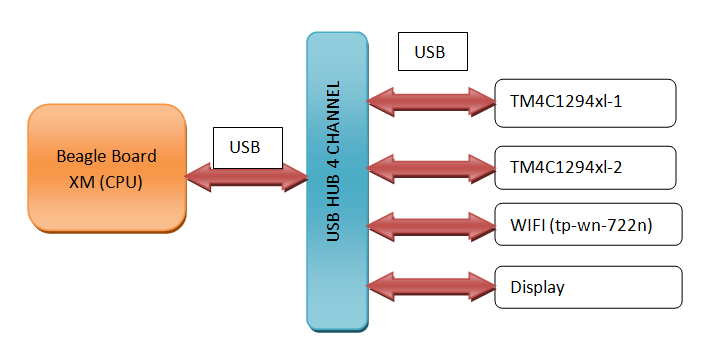 USB
TM4C1294xl-1
Beagle Board
XM (CPU)
USB
USB HUB 4 CHANNEL
TM4C1294xl-2
WIFI (tp-wn-722n)
Display